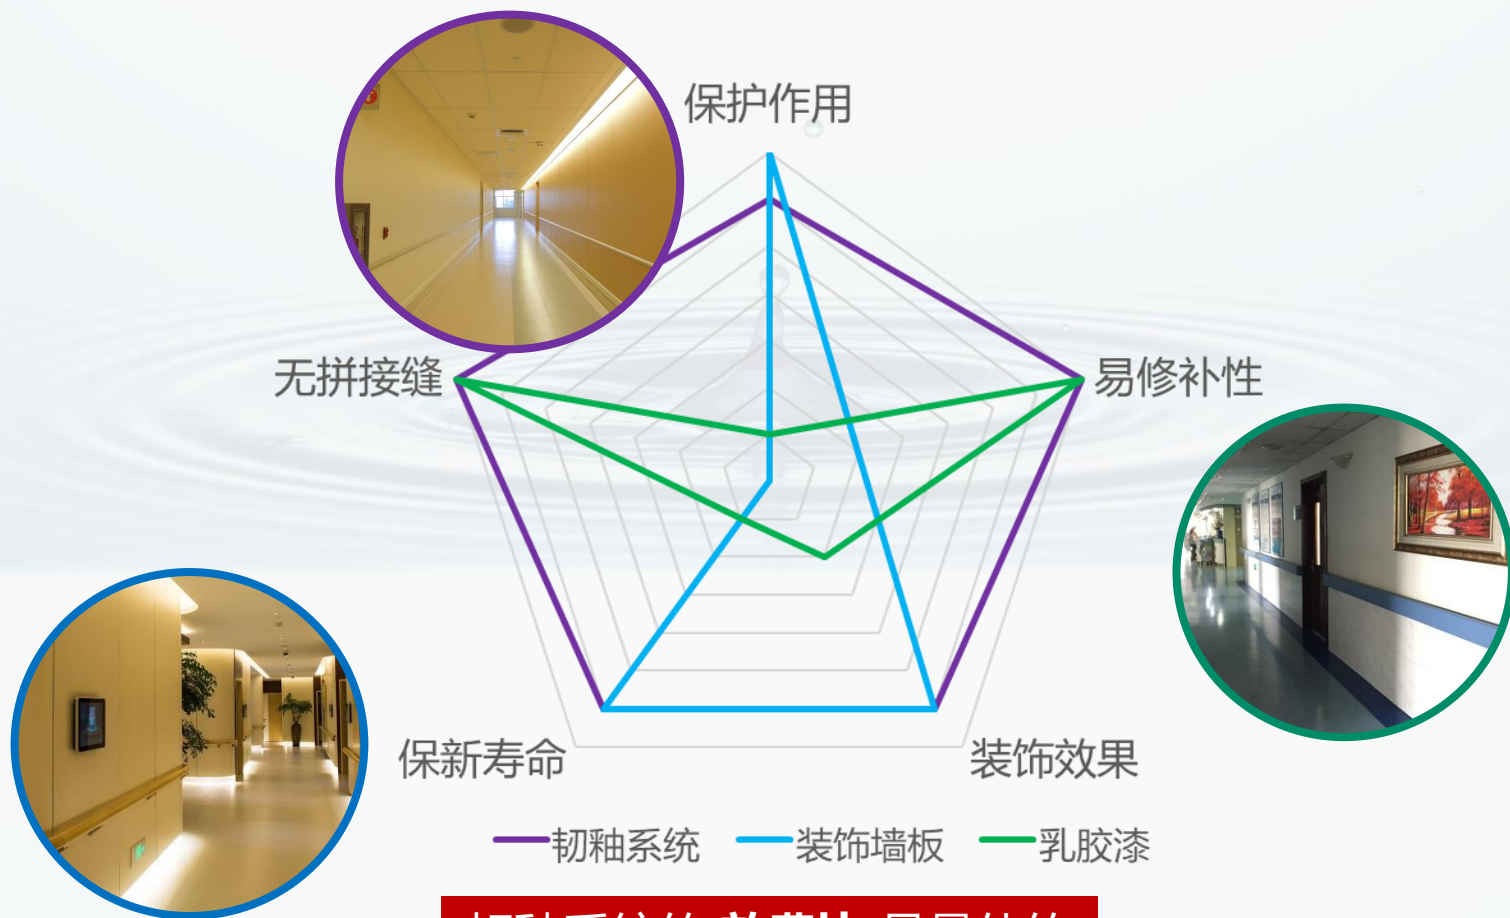 保护作用
无拼接缝
易修补性
保新寿命
装饰效果
韧釉系统 装饰墙板 乳胶漆